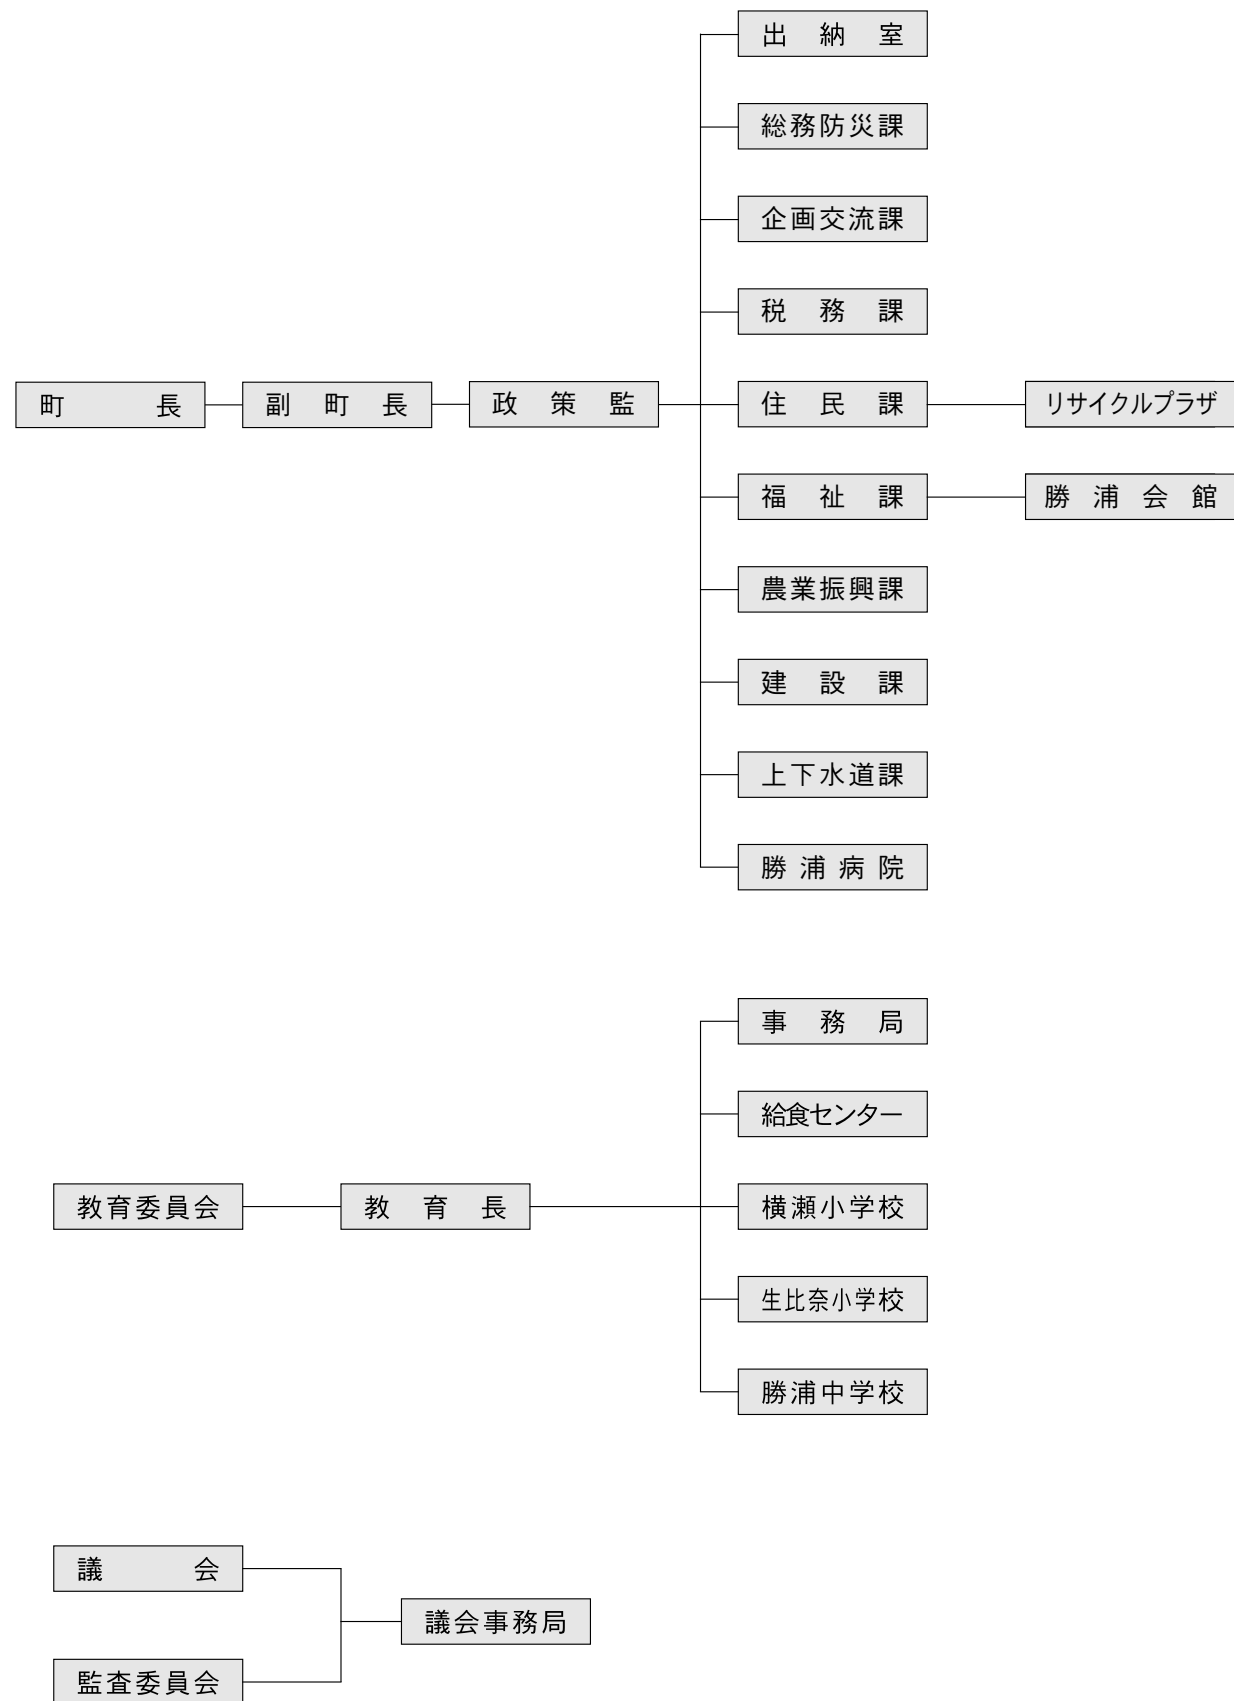 出納室
総務防災課
企画交流課
税務課
町長 副町長 政策監 住民課 リサイクルプラザ
福祉課 勝浦会館
農業振興課
建設課
上下水道課
勝浦病院
事務局
給食センター
教育委員会 教育長 横瀬小学校
生比奈小学校
勝浦中学校
議会
議会事務局
監査委員会